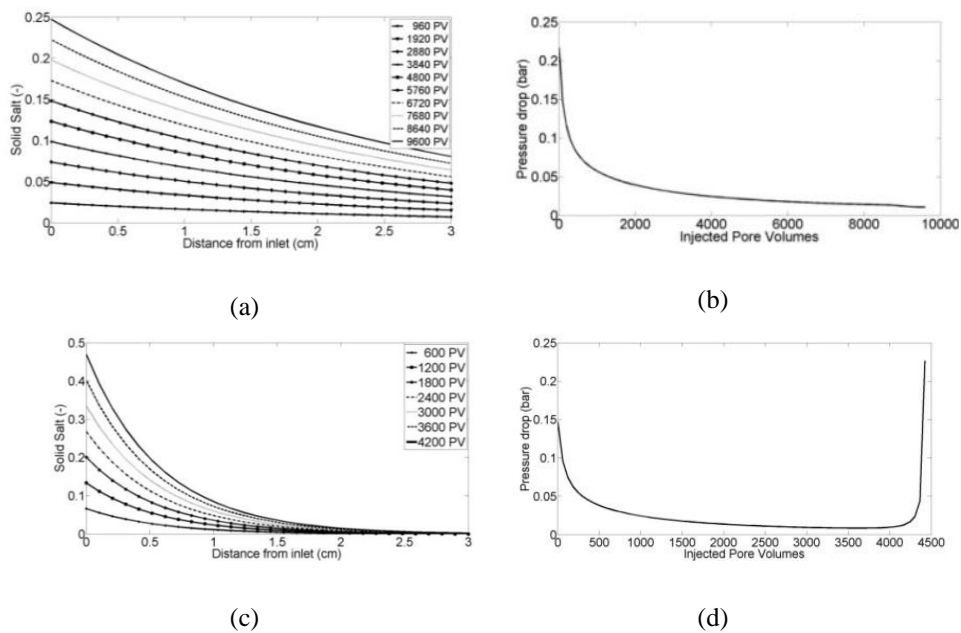 0.25
0.2
0.15
0.1
0.05
0
Solid Salt (-)
960 PV
1920 PV
2880 PV
3840 PV
4800 PV
5760 PV
6720 PV
7680 PV
8640 PV
9600 PV
0 0.5 1 1.5 2 2.5 3
Distance from inlet (cm)
(a)
0.25
0.2
0.15
0.1
0.05
0
Pressure drop (bar)
0 2000 4000 6000 8000 10000
Injected Pore Volumes
(b)
0.5
0.4
0.3
0.2
0.1
0
Solid Salt (-)
600 PV
1200 PV
1800 PV
2400 PV
3000 PV
3600 PV
4200 PV
0 0.5 1 1.5 2 2.5 3
Distance from inlet (cm)
(c)
0.25
0.2
0.15
0.1
0.05
0
Pressure drop (bar)
0 500 1000 1500 2000 2500 3000 3500 4000 4500
Injected Pore Volumes
(d)